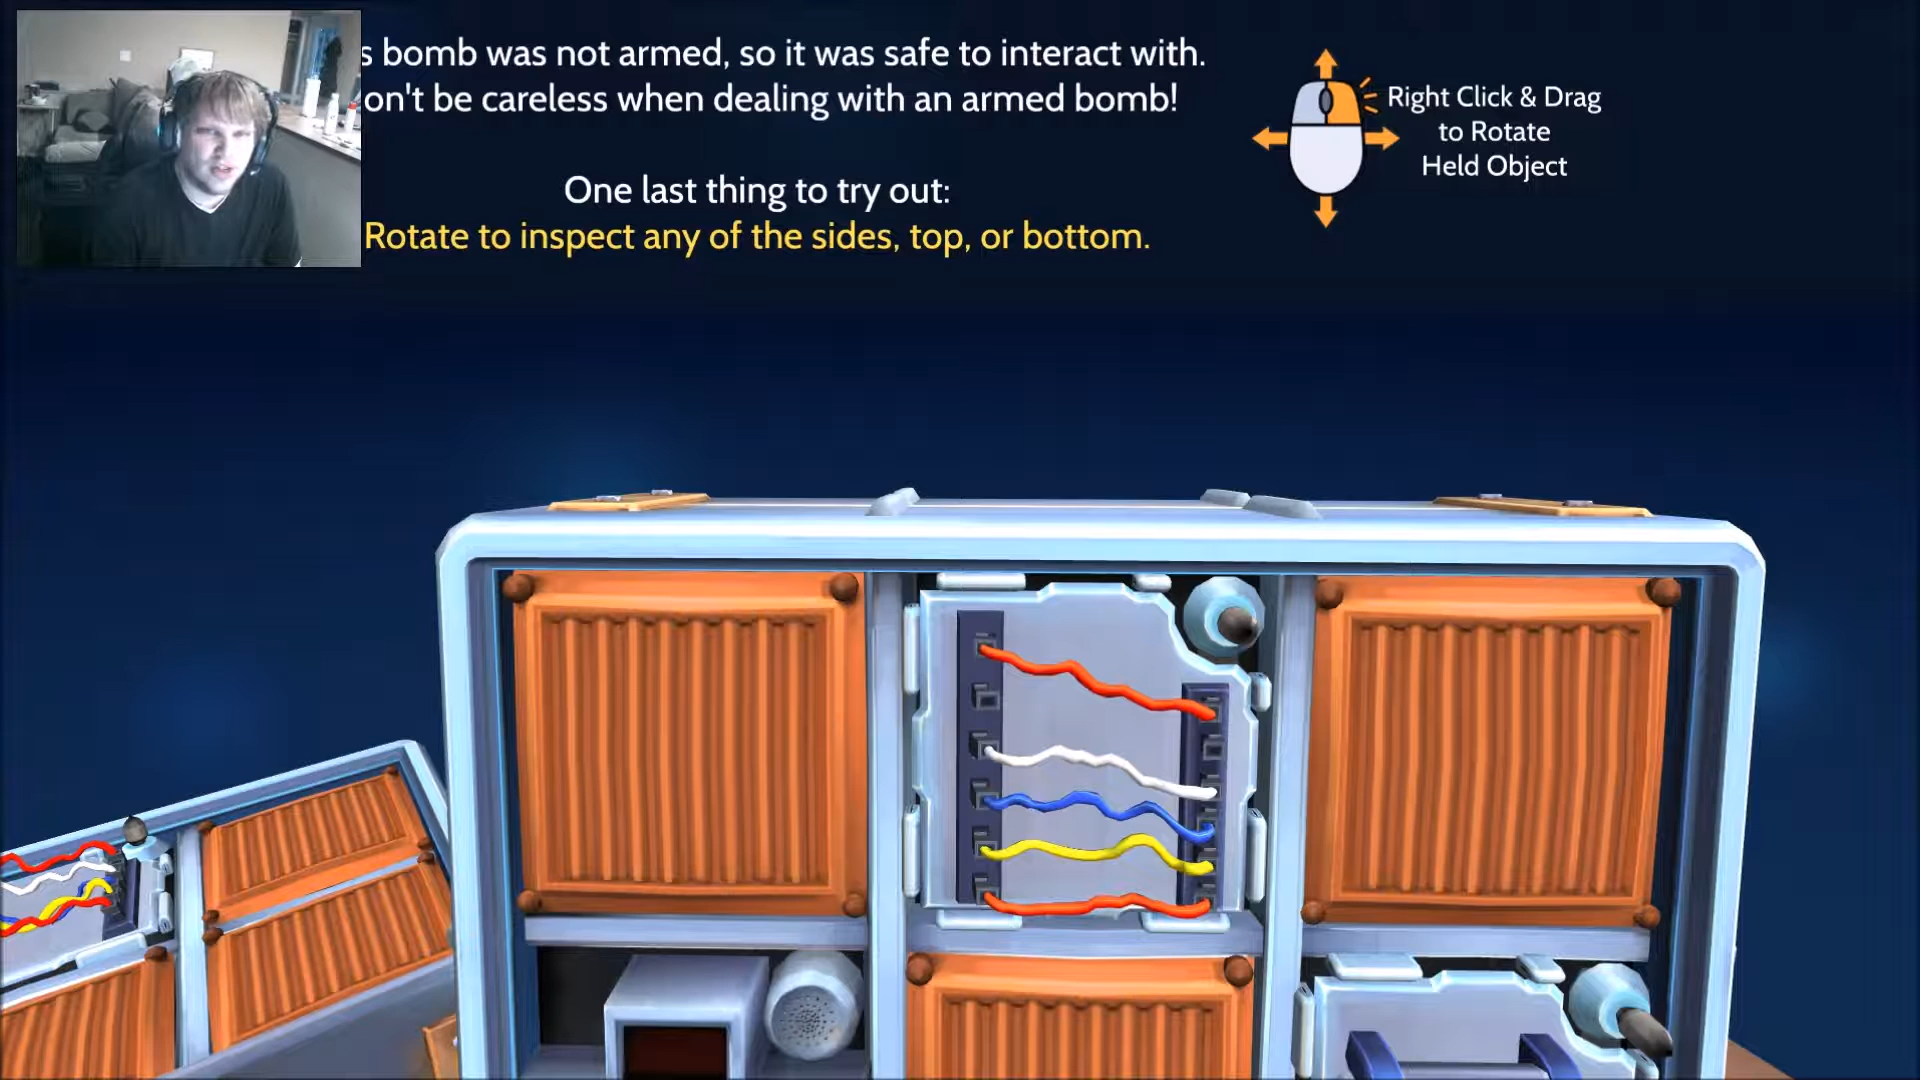 s bomb was not armed, so it was safe to interact with.
on't be careless when dealing with an armed bomb!
One last thing to try out:
Rotate to inspect any of the sides, top, or bottom.
Right Click & Drag
to Rotate
Held Object